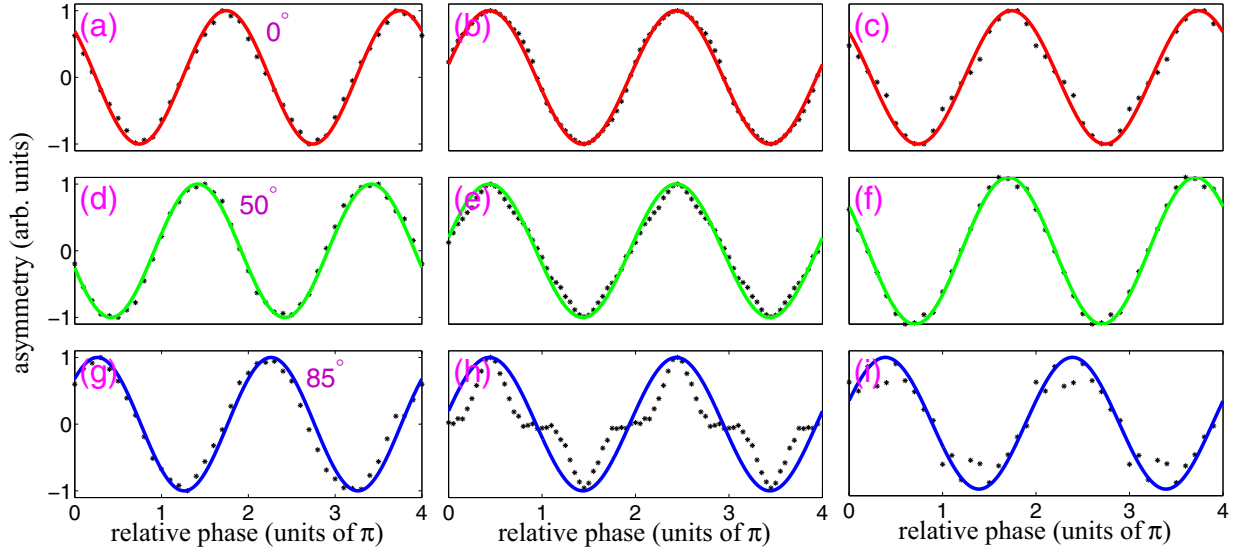 (a) 0° (b) (c)
1
0
−1
asymmetry (arb. units)
(d) 50° (e) (f)
1
0
−1
(g) 85° (h) (i)
1
0
−1
0 1 2 3 4 0 1 2 3 4 0 1 2 3 4
relative phase (units of π) relative phase (units of π) relative phase (units of π)